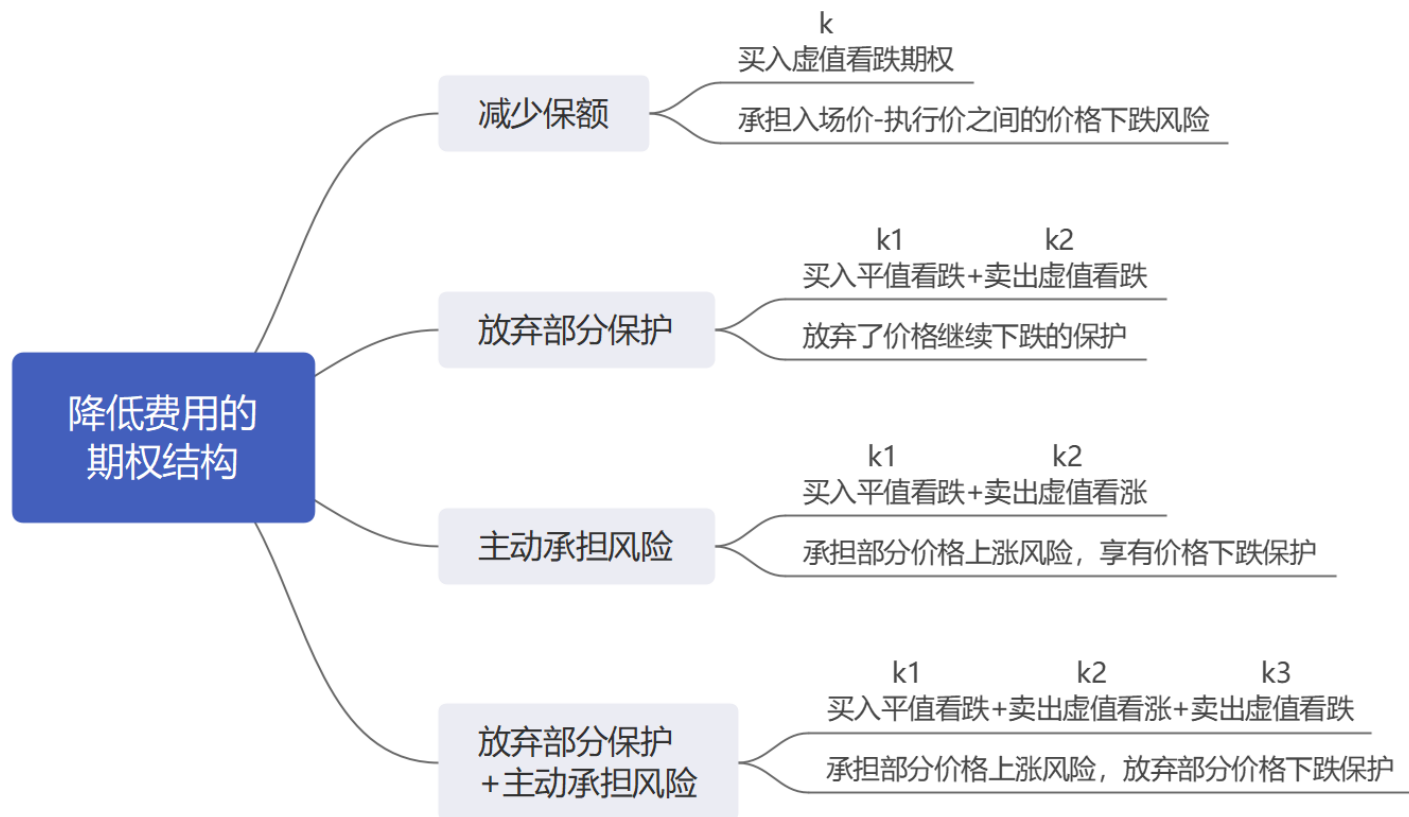 降低费用的
期权结构
减少保额
k
买入虚值看跌期权
承担入场价-执行价之间的价格下跌风险
放弃部分保护
k1 k2
买入平值看跌+卖出虚值看跌
放弃了价格继续下跌的保护
主动承担风险
k1 k2
买入平值看跌+卖出虚值看涨
承担部分价格上涨风险，享有价格下跌保护
放弃部分保护
+主动承担风险
k1 k2 k3
买入平值看跌+卖出虚值看涨+卖出虚值看跌
承担部分价格上涨风险，放弃部分价格下跌保护